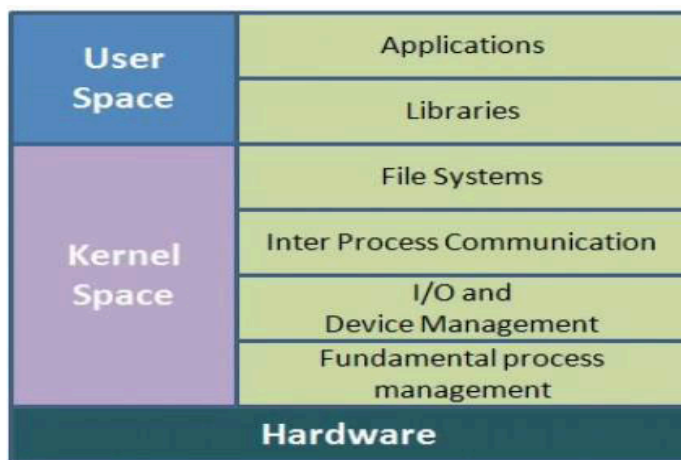 User
Space
Applications
Libraries
Kernel
Space
File Systems
Inter Process Communication
I/O and
Device Management
Fundamental process
management
Hardware